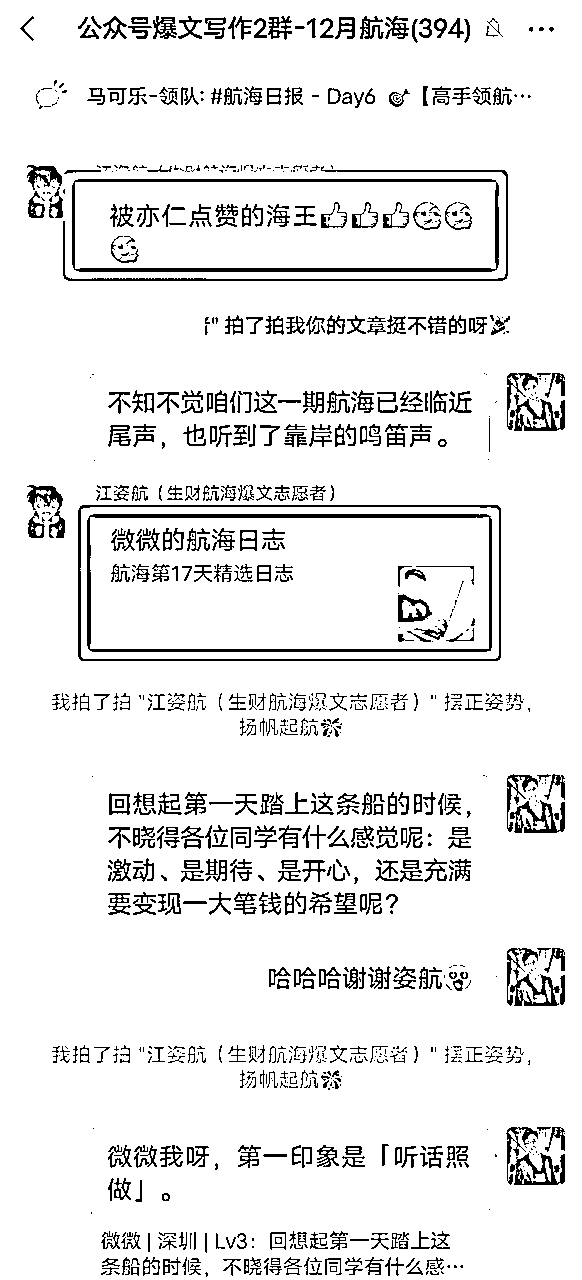 公众号爆文写作2群-12月航海(394)
马可乐-领队: #航海日报 - Day6 🎯【高手领航…
江姿航（生财航海爆文志愿者）
被亦仁点赞的海王👍👍👍
拍了拍我你的文章挺不错的呀🎉
不知不觉咱们这一期航海已经临近
尾声，也听到了靠岸的鸣笛声。
江姿航（生财航海爆文志愿者）
微微的航海日志
航海第17天精选日志
我拍了拍 "江姿航（生财航海爆文志愿者）" 摆正姿势，
扬帆起航
回想起第一天踏上这条船的时候，
不晓得各位同学有什么感觉呢：是
激动、是期待、是开心，还是充满
要变现一大笔钱的希望呢？
哈哈哈谢谢姿航
我拍了拍 "江姿航（生财航海爆文志愿者）" 摆正姿势，
扬帆起航
微微我呀，第一印象是「听话照
做」。
微微 | 深圳 | Lv3：回想起第一天踏上这
条船的时候，不晓得各位同学有什么感…